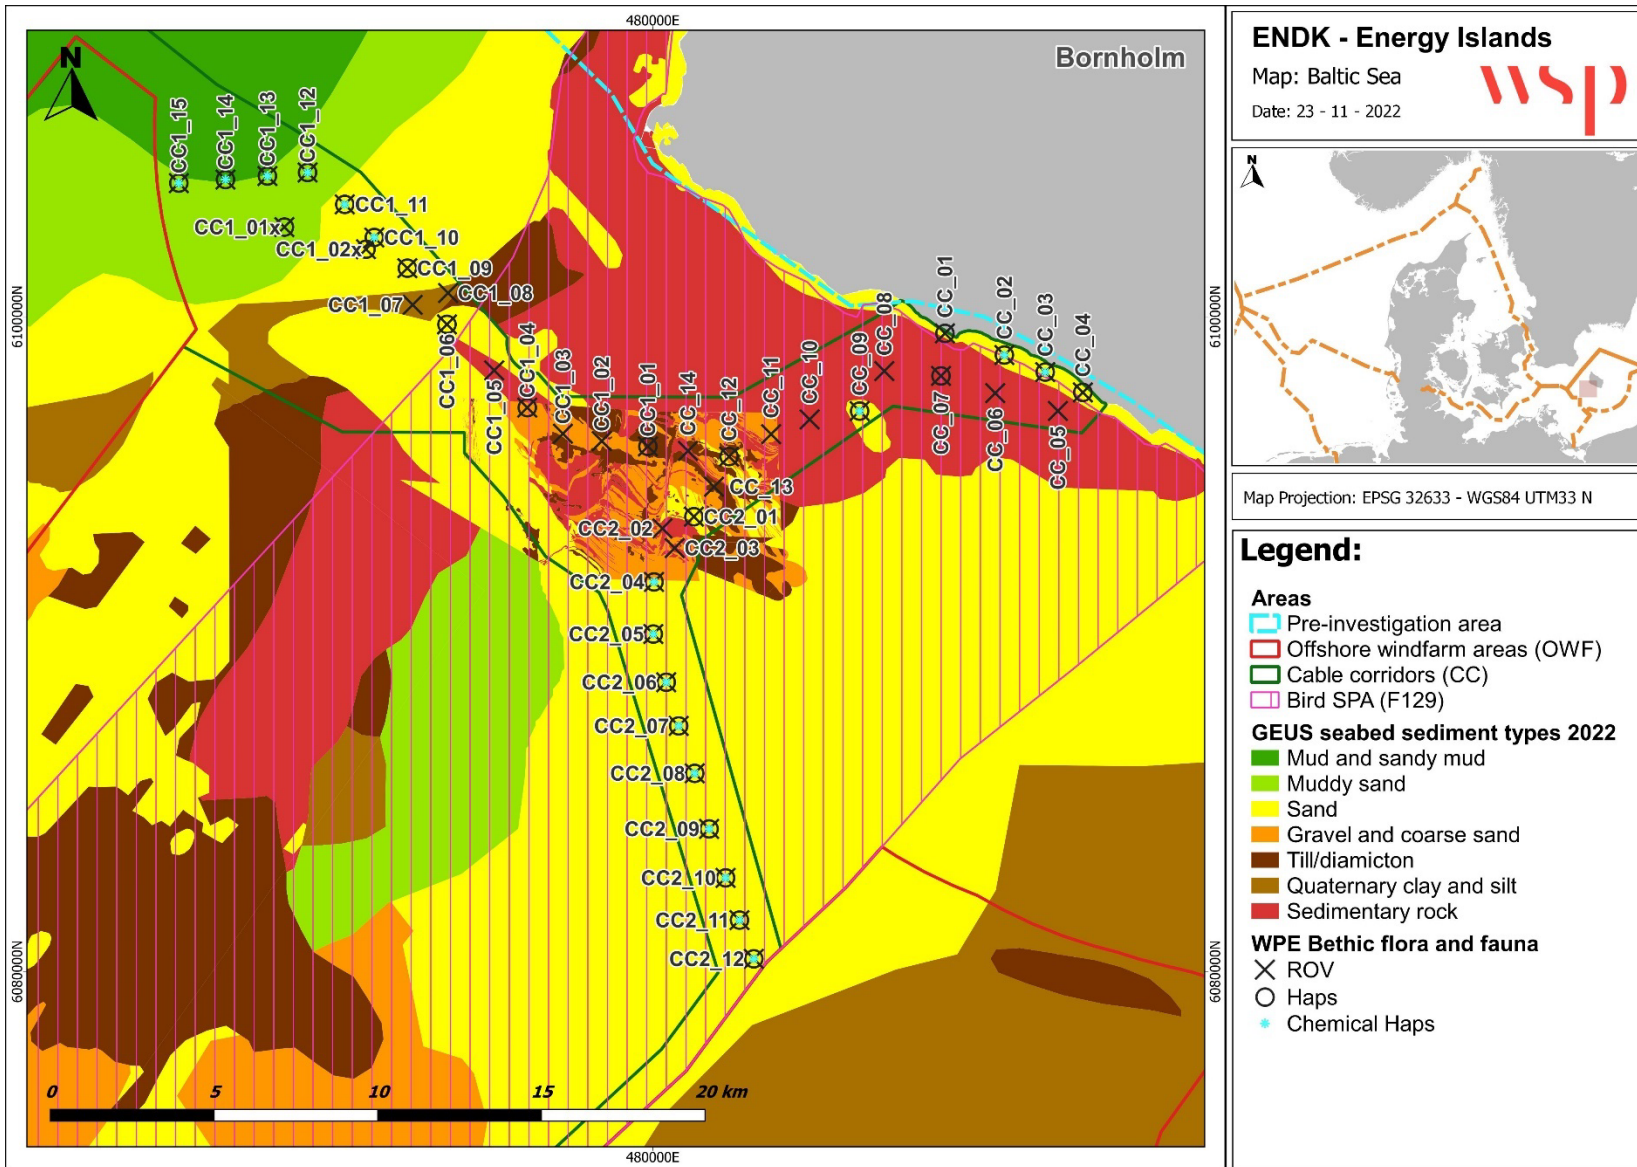 480000E
Bornholm
N
CC1_15
CC1_14
CC1_13
CC1_12
CC1_11
CC1_01x
CC1_10
CC1_02x
CC1_09
CC1_08
CC1_07
CC1_06
CC1_05
CC1_04
CC1_03
CC1_02
CC1_01
CC_14
CC_12
CC_11
CC_10
CC_09
CC_08
CC_01
CC_02
CC_03
CC_04
CC_07
CC_06
CC_05
CC_13
CC2_01
CC2_02
CC2_03
CC2_04
CC2_05
CC2_06
CC2_07
CC2_08
CC2_09
CC2_10
CC2_11
CC2_12
6100000N
6100000N
6080000N
6080000N
0 5 10 15 20 km
480000E
ENDK - Energy Islands
Map: Baltic Sea
Date: 23 - 11 - 2022
wsp
N
Map Projection: EPSG 32633 - WGS84 UTM33 N
Legend:
Areas
Pre-investigation area
Offshore windfarm areas (OWF)
Cable corridors (CC)
Bird SPA (F129)
GEUS seabed sediment types 2022
Mud and sandy mud
Muddy sand
Sand
Gravel and coarse sand
Till/diamicton
Quaternary clay and silt
Sedimentary rock
WPE Bethic flora and fauna
ROV
Haps
Chemical Haps